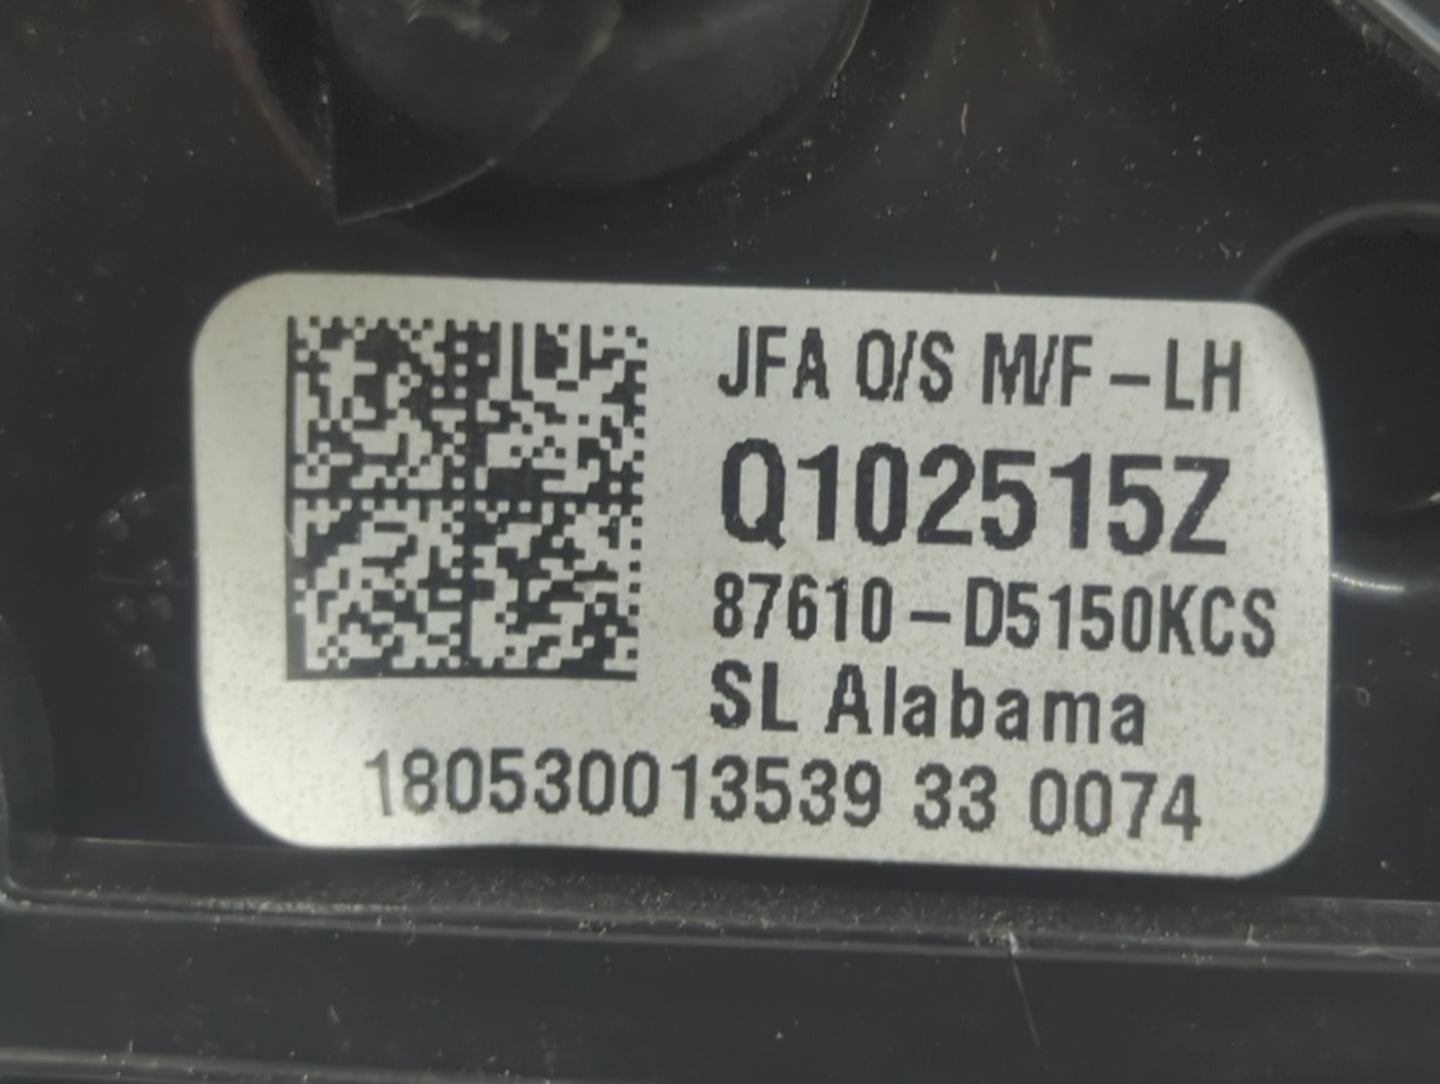 JFA O/S M/F-LH
Q102515Z
87610-D5150KCS
SL Alabama
180530013539 33 0074